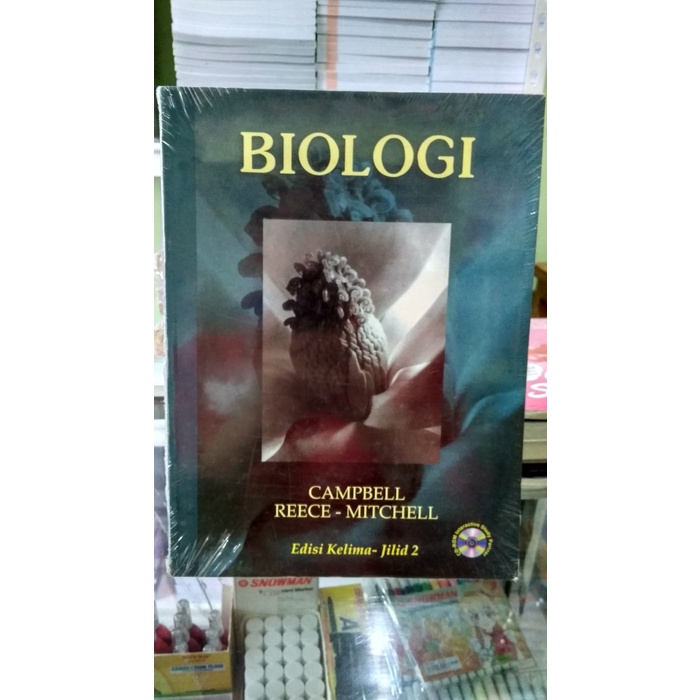 BIOLOGI
CAMPBELL
REECE - MITCHELL
Edisi Kelima- Jilid 2
SNOWMAN